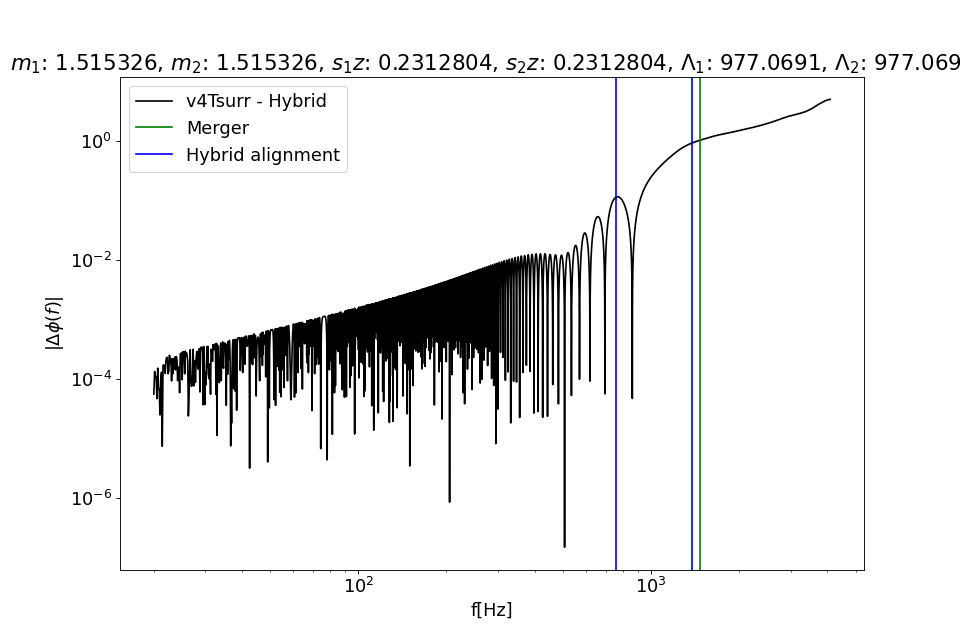 m₁: 1.515326, m₂: 1.515326, s₁z: 0.2312804, s₂z: 0.2312804, Λ₁: 977.0691, Λ₂: 977.069
v4Tsurr - Hybrid
Merger
Hybrid alignment
|Δϕ(f)|
10⁰
10⁻²
10⁻⁴
10⁻⁶
10² 10³
f[Hz]